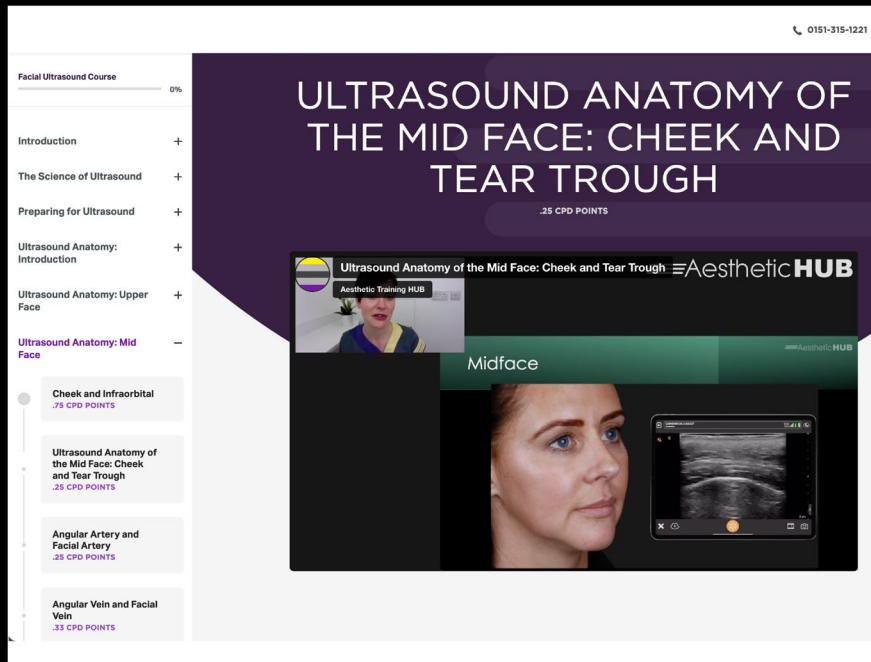 0151-315-1221
Facial Ultrasound Course
0%
Introduction +
The Science of Ultrasound +
Preparing for Ultrasound +
Ultrasound Anatomy: +
Introduction
Ultrasound Anatomy: Upper +
Face
Ultrasound Anatomy: Mid −
Face
Cheek and Infraorbital
.75 CPD POINTS
Ultrasound Anatomy of
the Mid Face: Cheek
and Tear Trough
.25 CPD POINTS
Angular Artery and
Facial Artery
.25 CPD POINTS
Angular Vein and Facial
Vein
.33 CPD POINTS
ULTRASOUND ANATOMY OF
THE MID FACE: CHEEK AND
TEAR TROUGH
.25 CPD POINTS
Ultrasound Anatomy of the Mid Face: Cheek and Tear Trough
Aesthetic Training HUB
Aesthetic HUB
Aesthetic HUB
Midface